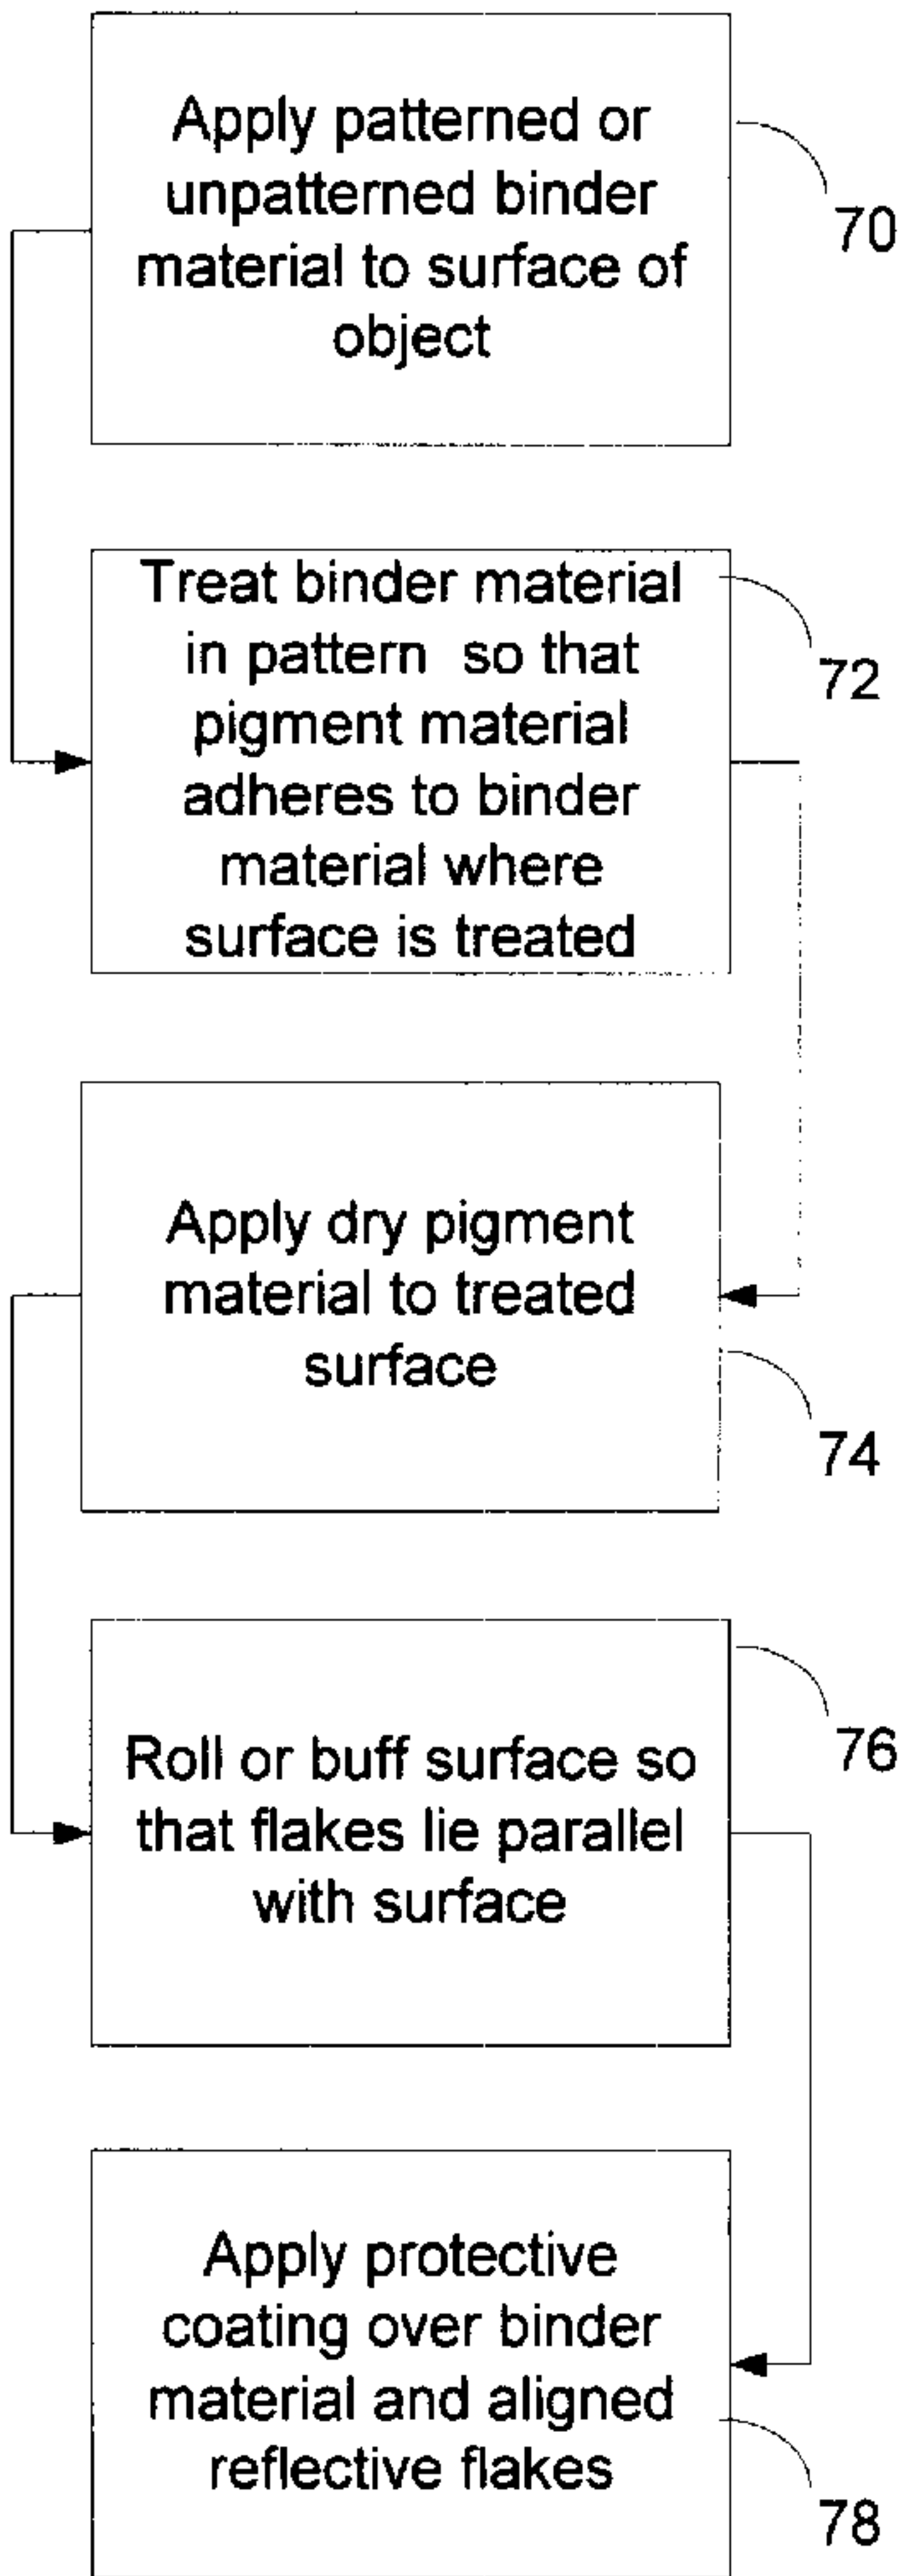 Apply patterned or
unpatterned binder
material to surface of
object
70
Treat binder material
in pattern so that
pigment material
adheres to binder
material where
surface is treated
72
Apply dry pigment
material to treated
surface
74
Roll or buff surface so
that flakes lie parallel
with surface
76
Apply protective
coating over binder
material and aligned
reflective flakes
78